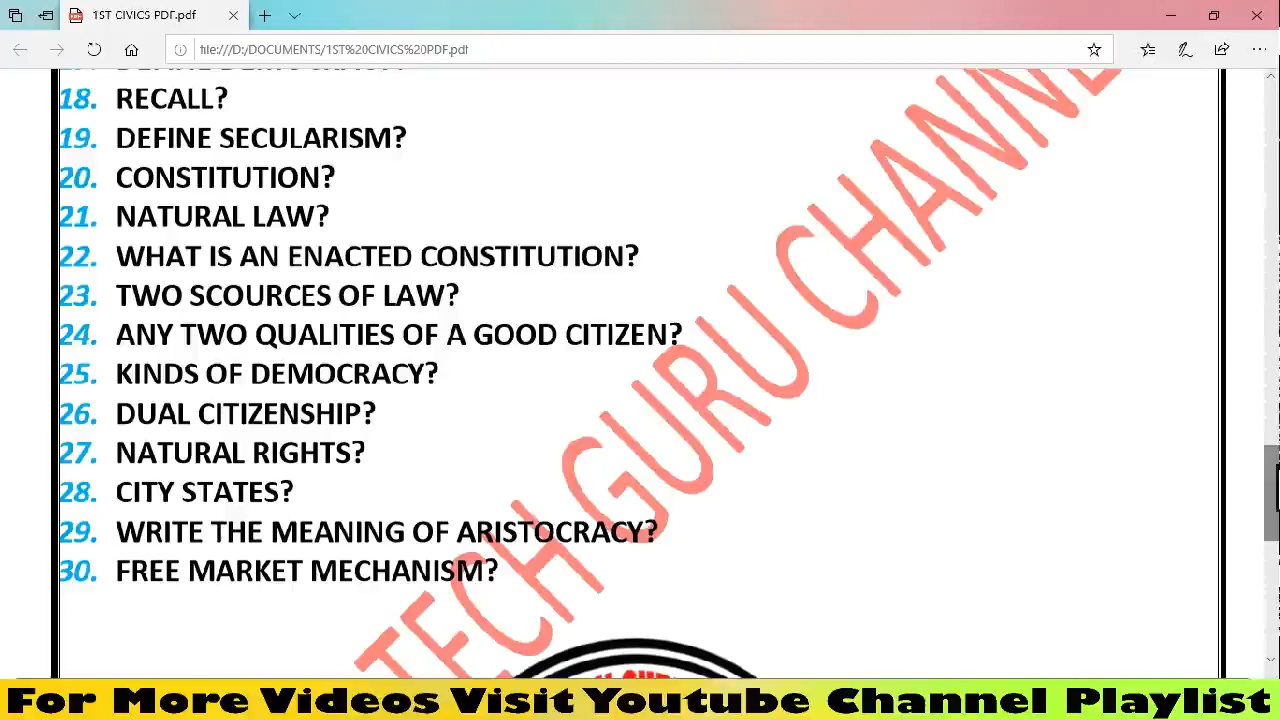 1ST CIVICS PDF.pdf
file:///D:/DOCUMENTS/1ST%20CIVICS%20PDF.pdf
18. RECALL?
19. DEFINE SECULARISM?
20. CONSTITUTION?
21. NATURAL LAW?
22. WHAT IS AN ENACTED CONSTITUTION?
23. TWO SCOURCES OF LAW?
24. ANY TWO QUALITIES OF A GOOD CITIZEN?
25. KINDS OF DEMOCRACY?
26. DUAL CITIZENSHIP?
27. NATURAL RIGHTS?
28. CITY STATES?
29. WRITE THE MEANING OF ARISTOCRACY?
30. FREE MARKET MECHANISM?
TECH GURU CHANNE
For More Videos Visit Youtube Channel Playlist